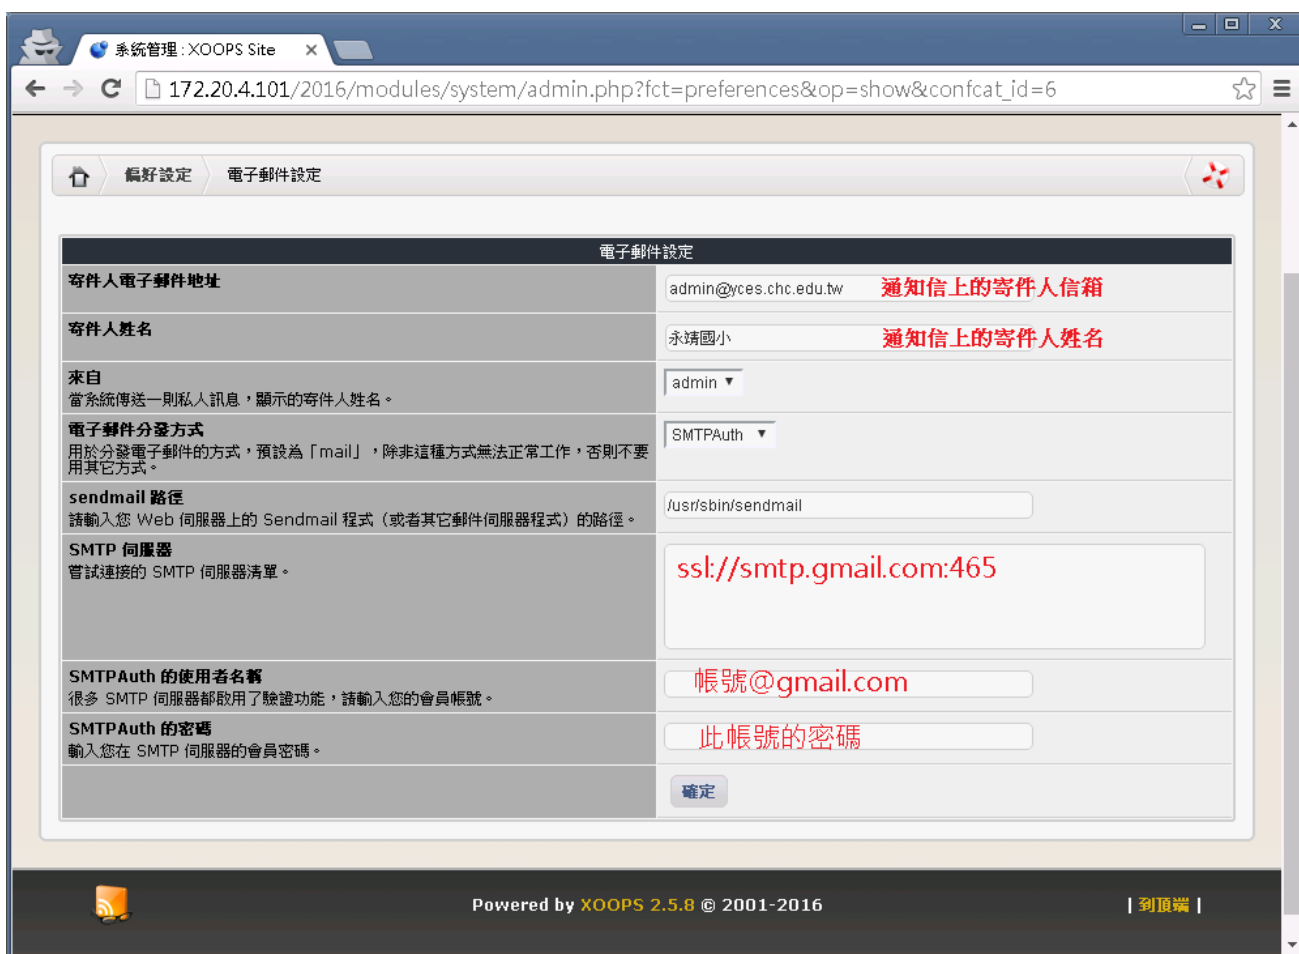 系統管理 : XOOPS Site
172.20.4.101/2016/modules/system/admin.php?fct=preferences&op=show&confcat_id=6
偏好設定 電子郵件設定
電子郵件設定
寄件人電子郵件地址 admin@yces.chc.edu.tw 通知信上的寄件人信箱
寄件人姓名 永靖國小 通知信上的寄件人姓名
來自 admin
當系統傳送一則私人訊息，顯示的寄件人姓名。
電子郵件分發方式 SMTPAuth
用於分發電子郵件的方式，預設為「mail」，除非這種方式無法正常工作，否則不要
用其它方式。
sendmail 路徑 /usr/sbin/sendmail
請輸入您 Web 伺服器上的 Sendmail 程式（或者其它郵件伺服器程式）的路徑。
SMTP 伺服器 ssl://smtp.gmail.com:465
嘗試連接的 SMTP 伺服器清單。
SMTPAuth 的使用者名稱 帳號@gmail.com
很多 SMTP 伺服器都啟用了驗證功能，請輸入您的會員帳號。
SMTPAuth 的密碼 此帳號的密碼
輸入您在 SMTP 伺服器的會員密碼。
確定
Powered by XOOPS 2.5.8 © 2001-2016 | 到頂端 |